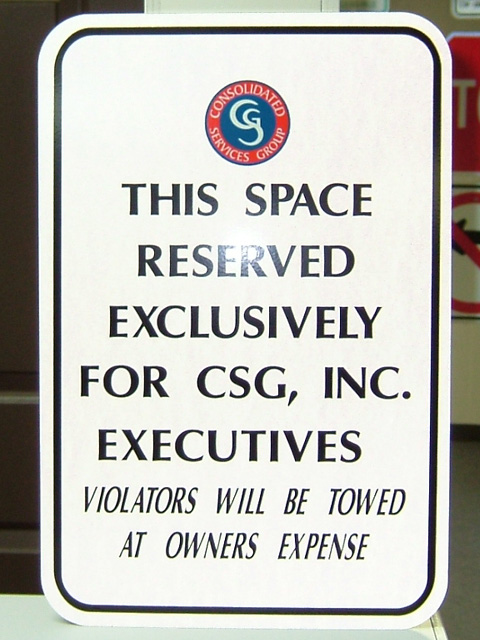 CONSOLIDATED
CSG
SERVICES GROUP
THIS SPACE
RESERVED
EXCLUSIVELY
FOR CSG, INC.
EXECUTIVES
VIOLATORS WILL BE TOWED
AT OWNERS EXPENSE
TO